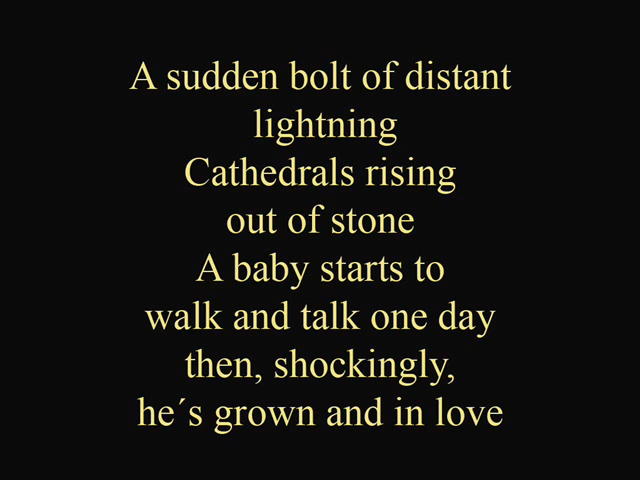 A sudden bolt of distant
lightning
Cathedrals rising
out of stone
A baby starts to
walk and talk one day
then, shockingly,
he´s grown and in love